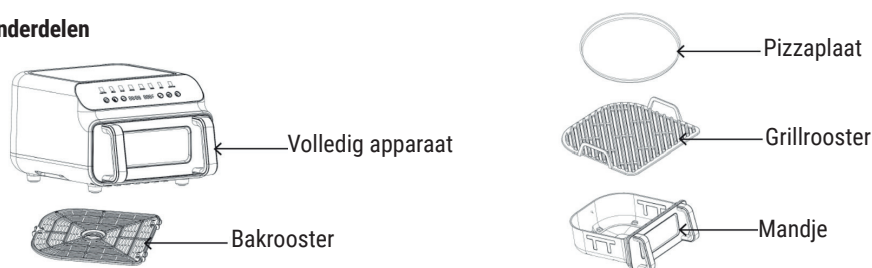 nderdelen
Volledig apparaat
Bakrooster
Pizzaplaat
Grillrooster
Mandje